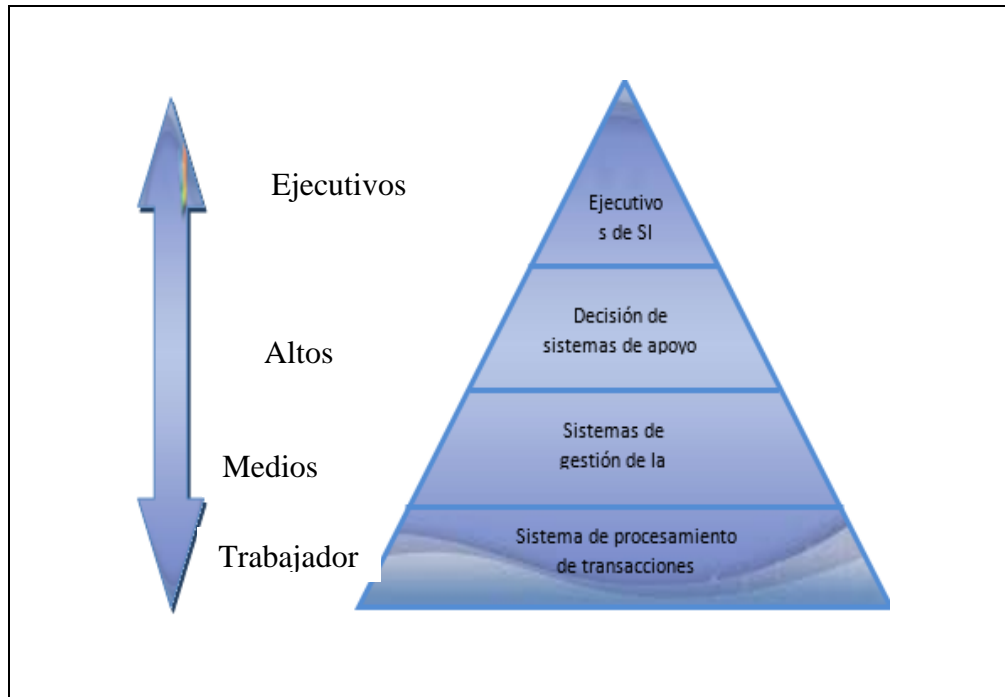 Ejecutivos
Ejecutivo
s de SI
Altos
Decisión de
sistemas de apoyo
Medios
Sistemas de
gestión de la
Trabajador
Sistema de procesamiento
de transacciones